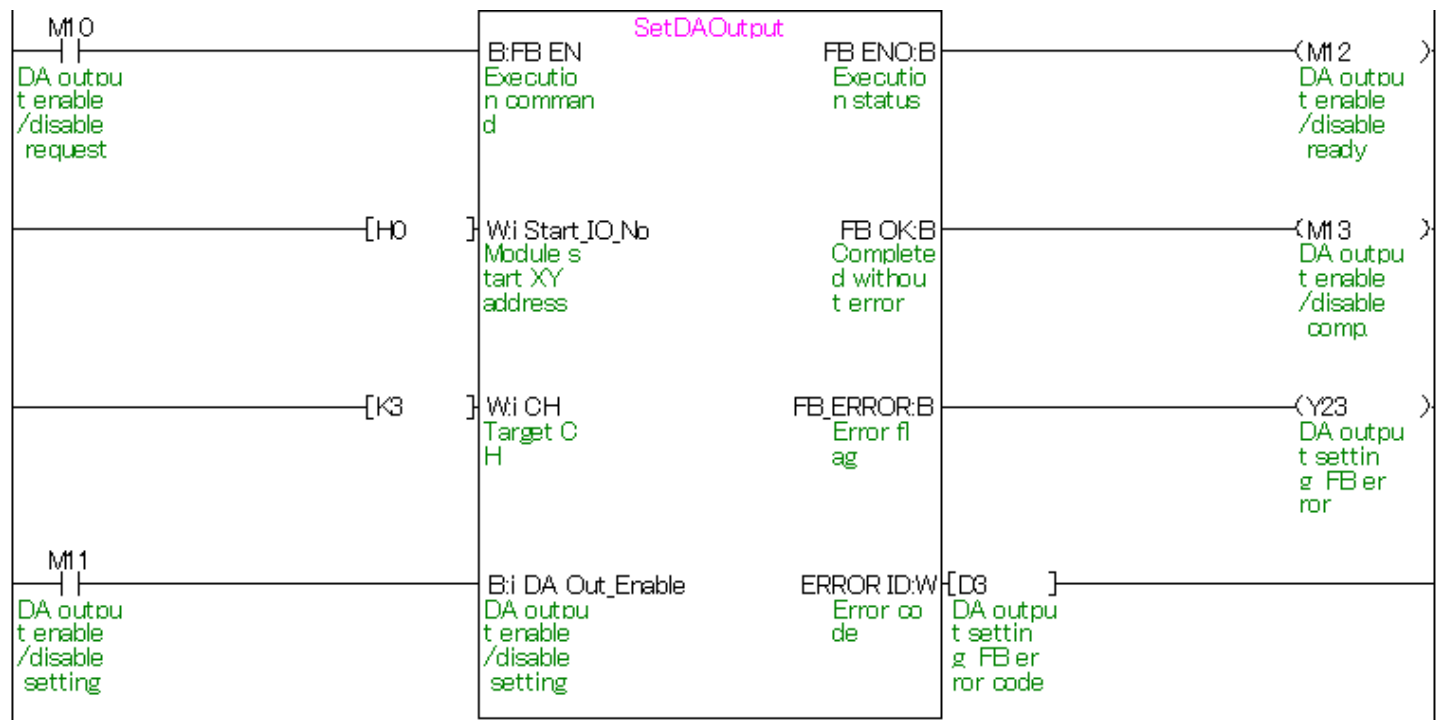 M10
SetDAOutput
B:FB EN
FB ENO:B
(M12 )
DA outpu
t enable
/disable
request
Executio
n comman
d
Executio
n status
DA outpu
t enable
/disable
ready
[H0 ]
W:i Start_IO_No
FB OK:B
(M13 )
Module s
tart XY
address
Complete
d withou
t error
DA outpu
t enable
/disable
comp.
[K3 ]
W:i CH
FB_ERROR:B
(Y23 )
Target C
H
Error fl
ag
DA outpu
t settin
g FB er
ror
M11
B:i DA Out_Enable
ERROR ID:W
[D3 ]
DA outpu
t enable
/disable
setting
DA outpu
t enable
/disable
setting
Error co
de
DA outpu
t settin
g FB er
ror code